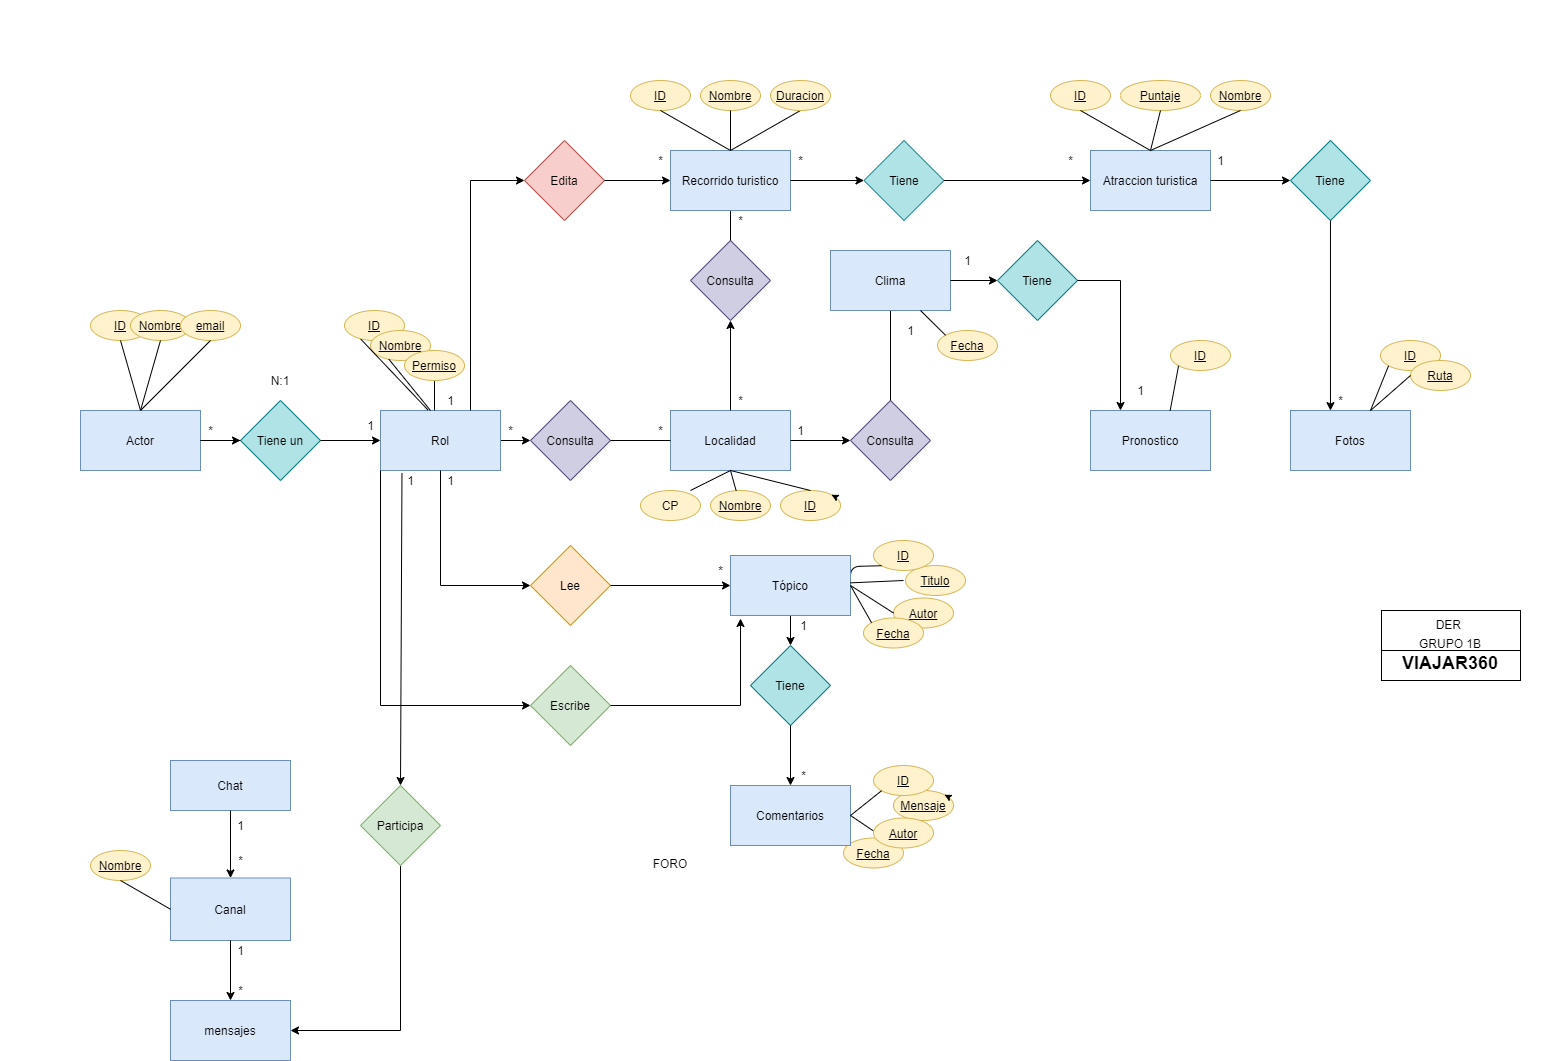 ID
Nombre
Duracion
ID
Puntaje
Nombre
*
*
*
1
Edita
Recorrido turistico
Tiene
Atraccion turistica
Tiene
*
Consulta
Clima
1
Tiene
ID
Nombre
email
ID
Nombre
Permiso
1
Fecha
ID
ID
Ruta
N:1
1
*
1
*
Actor
*
Tiene un
1
Rol
*
Consulta
*
Localidad
1
Consulta
Pronostico
Fotos
1
1
CP
Nombre
ID
ID
Titulo
Autor
Fecha
*
Lee
Tópico
1
DER
GRUPO 1B
VIAJAR360
Escribe
Tiene
*
Chat
ID
Mensaje
Autor
Fecha
Comentarios
Participa
1
*
FORO
Nombre
Canal
1
*
mensajes